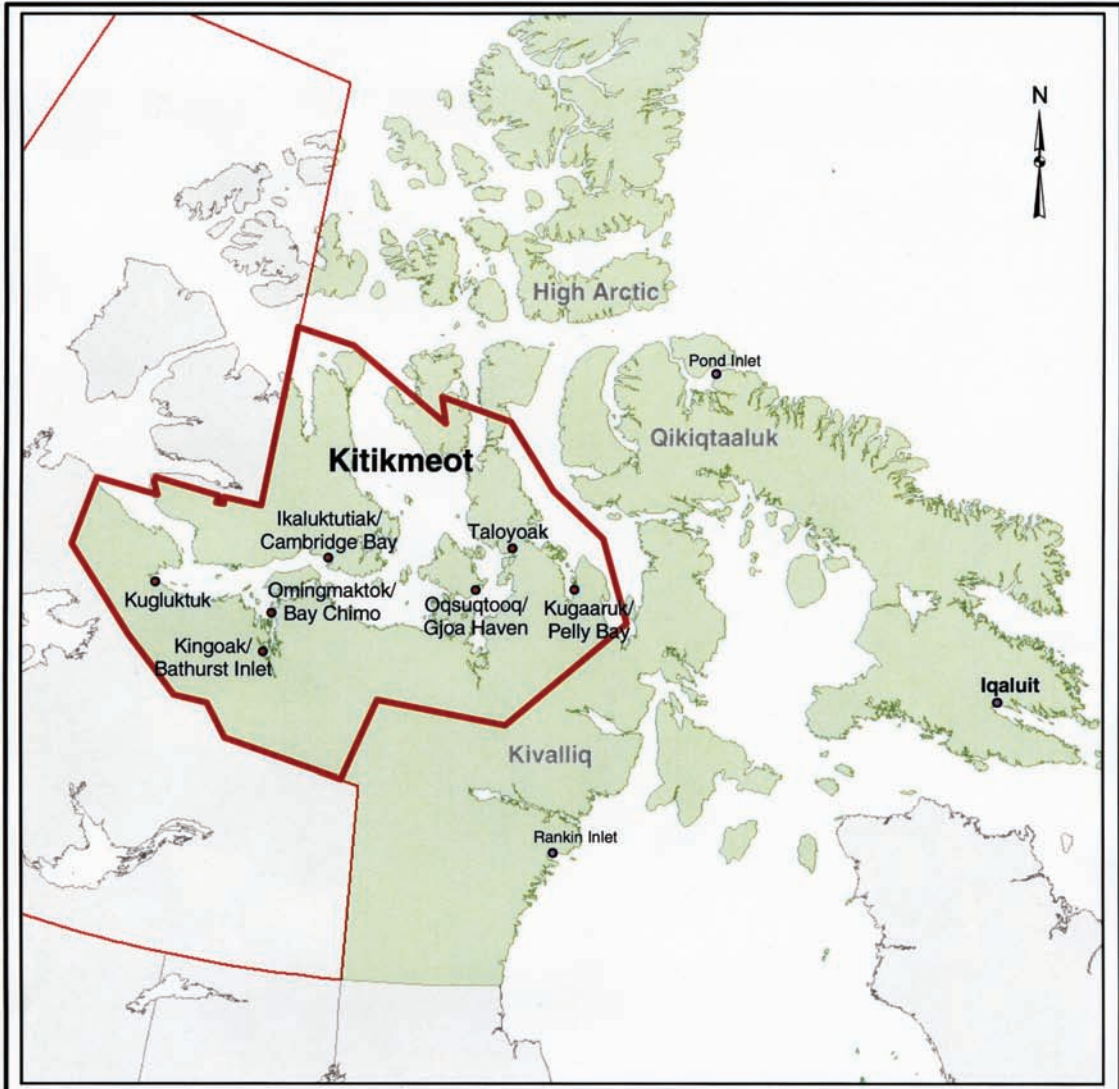 N
High Arctic
Pond Inlet
Qikiqtaaluk
Kitikmeot
Ikaluktutiak/
Cambridge Bay
Taloyoak
Kugluktuk
Omingmaktok/
Bay Chimo
Oqsuqtooq/
Gjoa Haven
Kugaaruk/
Pelly Bay
Kingoak/
Bathurst Inlet
Iqaluit
Kivalliq
Rankin Inlet